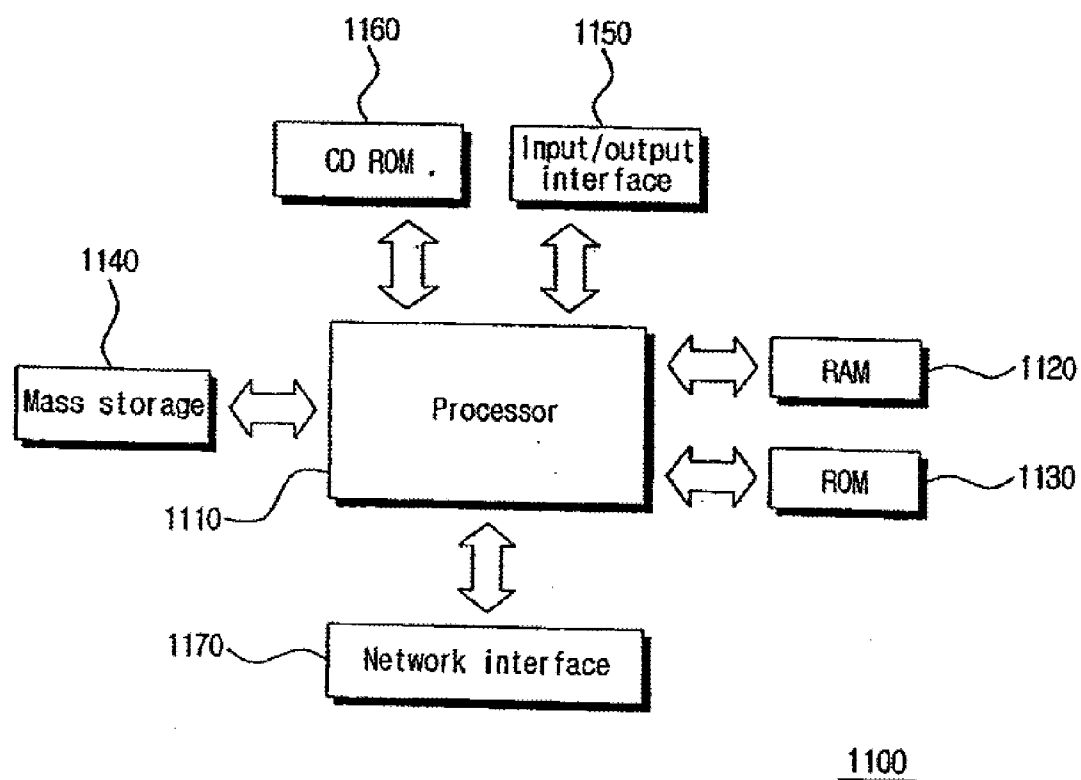 1160
1150
CD ROM
Input/output
interface
1140
Mass storage
Processor
RAM
1120
ROM
1130
1110
1170
Network interface
1100